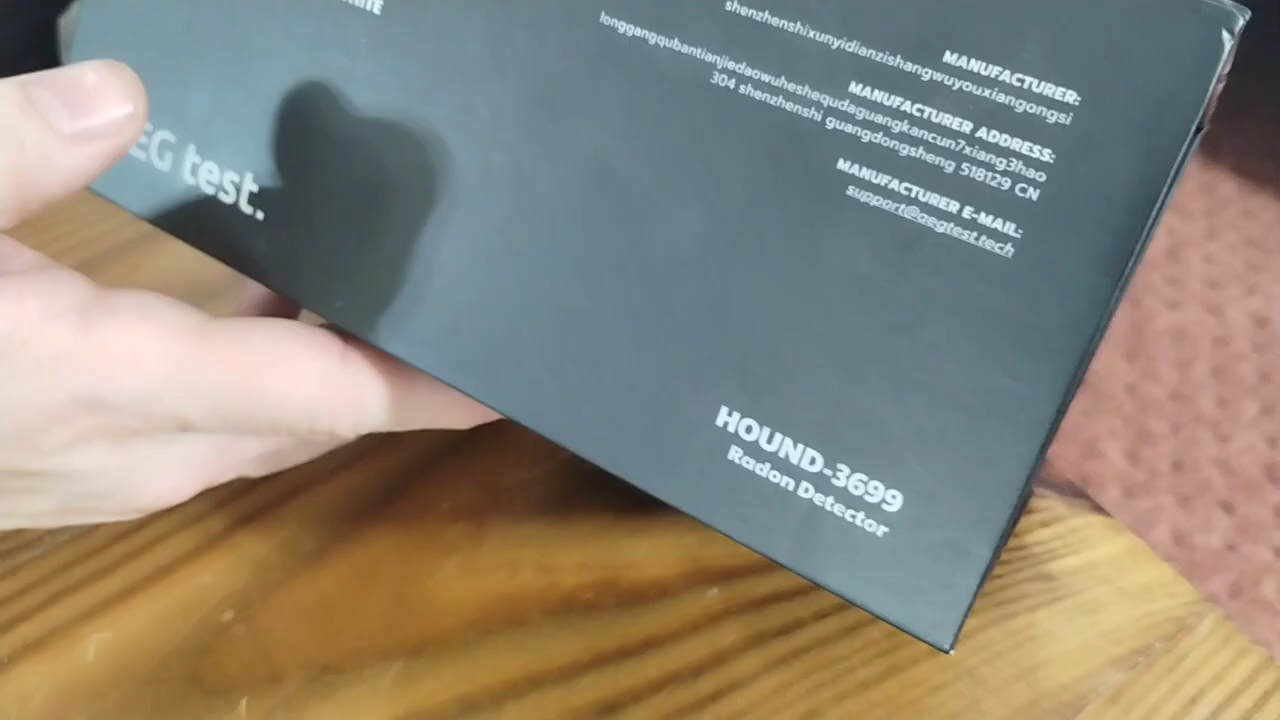 MANUFACTURER:
shenzhenshixunyidianzishangwuyouxiangongsi
MANUFACTURER ADDRESS:
longgangqubantianjiedaowuheshequdaguangkancun7xiang3hao
304 shenzhenshi guangdongsheng 518129 CN
MANUFACTURER E-MAIL:
support@aegtest.tech
EG test.
HOUND-3699
Radon Detector